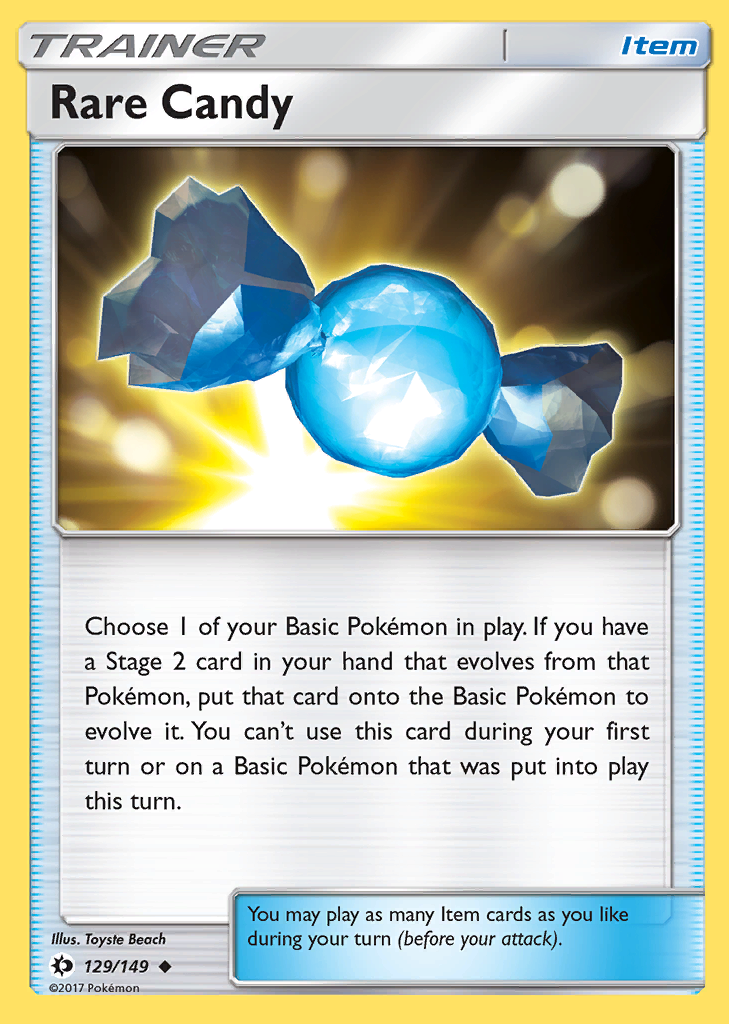 TRAINER
Item
Rare Candy
Choose 1 of your Basic Pokémon in play. If you have
a Stage 2 card in your hand that evolves from that
Pokémon, put that card onto the Basic Pokémon to
evolve it. You can't use this card during your first
turn or on a Basic Pokémon that was put into play
this turn.
You may play as many Item cards as you like
during your turn (before your attack).
Illus. Toyste Beach
129/149 ◆
©2017 Pokémon